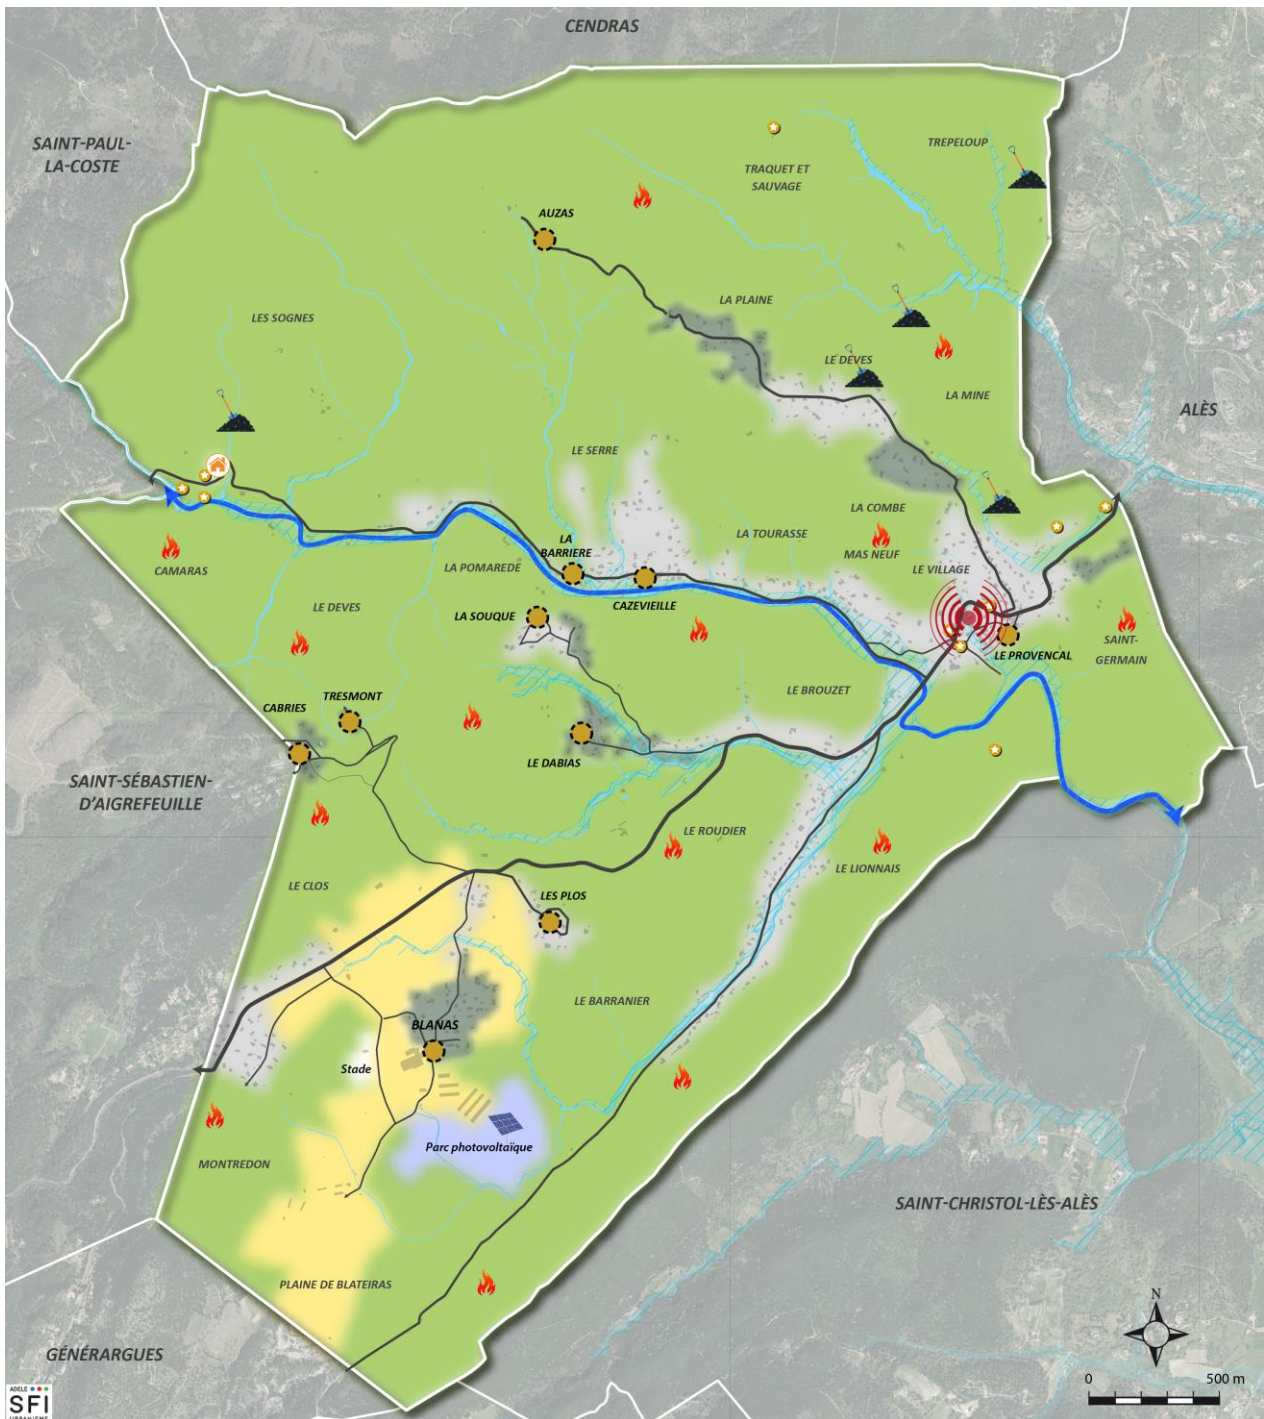 CENDRAS
SAINT-PAUL-
LA-COSTE
TREPELOUP
TRAQUET ET
SAUVAGE
AUZAS
LA PLAINE
LES SOGNES
LE DEVES
LA MINE
ALÈS
LE SERRE
LA COMBE
LA TOURASSE
MAS NEUF
LA
BARRIERE
LE VILLAGE
CAMARAS
LA POMAREDE
CAZEVIEILLE
LE DEVES
LA SOUQUE
LE PROVENCAL
SAINT-
GERMAIN
LE BROUZET
TRESMONT
CABRIES
LE DABIAS
SAINT-SÉBASTIEN-
D'AIGREFEUILLE
LE ROUDIER
LE LIONNAIS
LE CLOS
LES PLOS
LE BARRANIER
BLANAS
Stade
Parc photovoltaïque
MONTREDON
SAINT-CHRISTOL-LÈS-ALÈS
PLAINE DE BLATEIRAS
N
GÉNÉRARGUES
0 500 m
ADELE
SFI
URBANISME